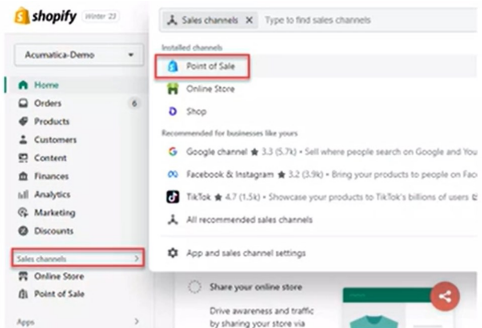 shopify Winter '23
Acumatica-Demo
Home
Orders 6
Products
Customers
Content
Finances
Analytics
Marketing
Discounts
Sales channels
Online Store
Point of Sale
Apps
Sales channels Type to find sales channels
Installed channels
Point of Sale
Online Store
Shop
Recommended for businesses like yours
Google channel ★ 3.3 (5.7k) • Sell where people search on Google and You
Facebook & Instagram ★ 3.2 (3.9k) • Bring your products to people on Face
TikTok ★ 4.7 (1.5k) • Showcase your products to TikTok's billions of users
All recommended sales channels
App and sales channel settings
Share your online store
Drive awareness and traffic
by sharing your store via